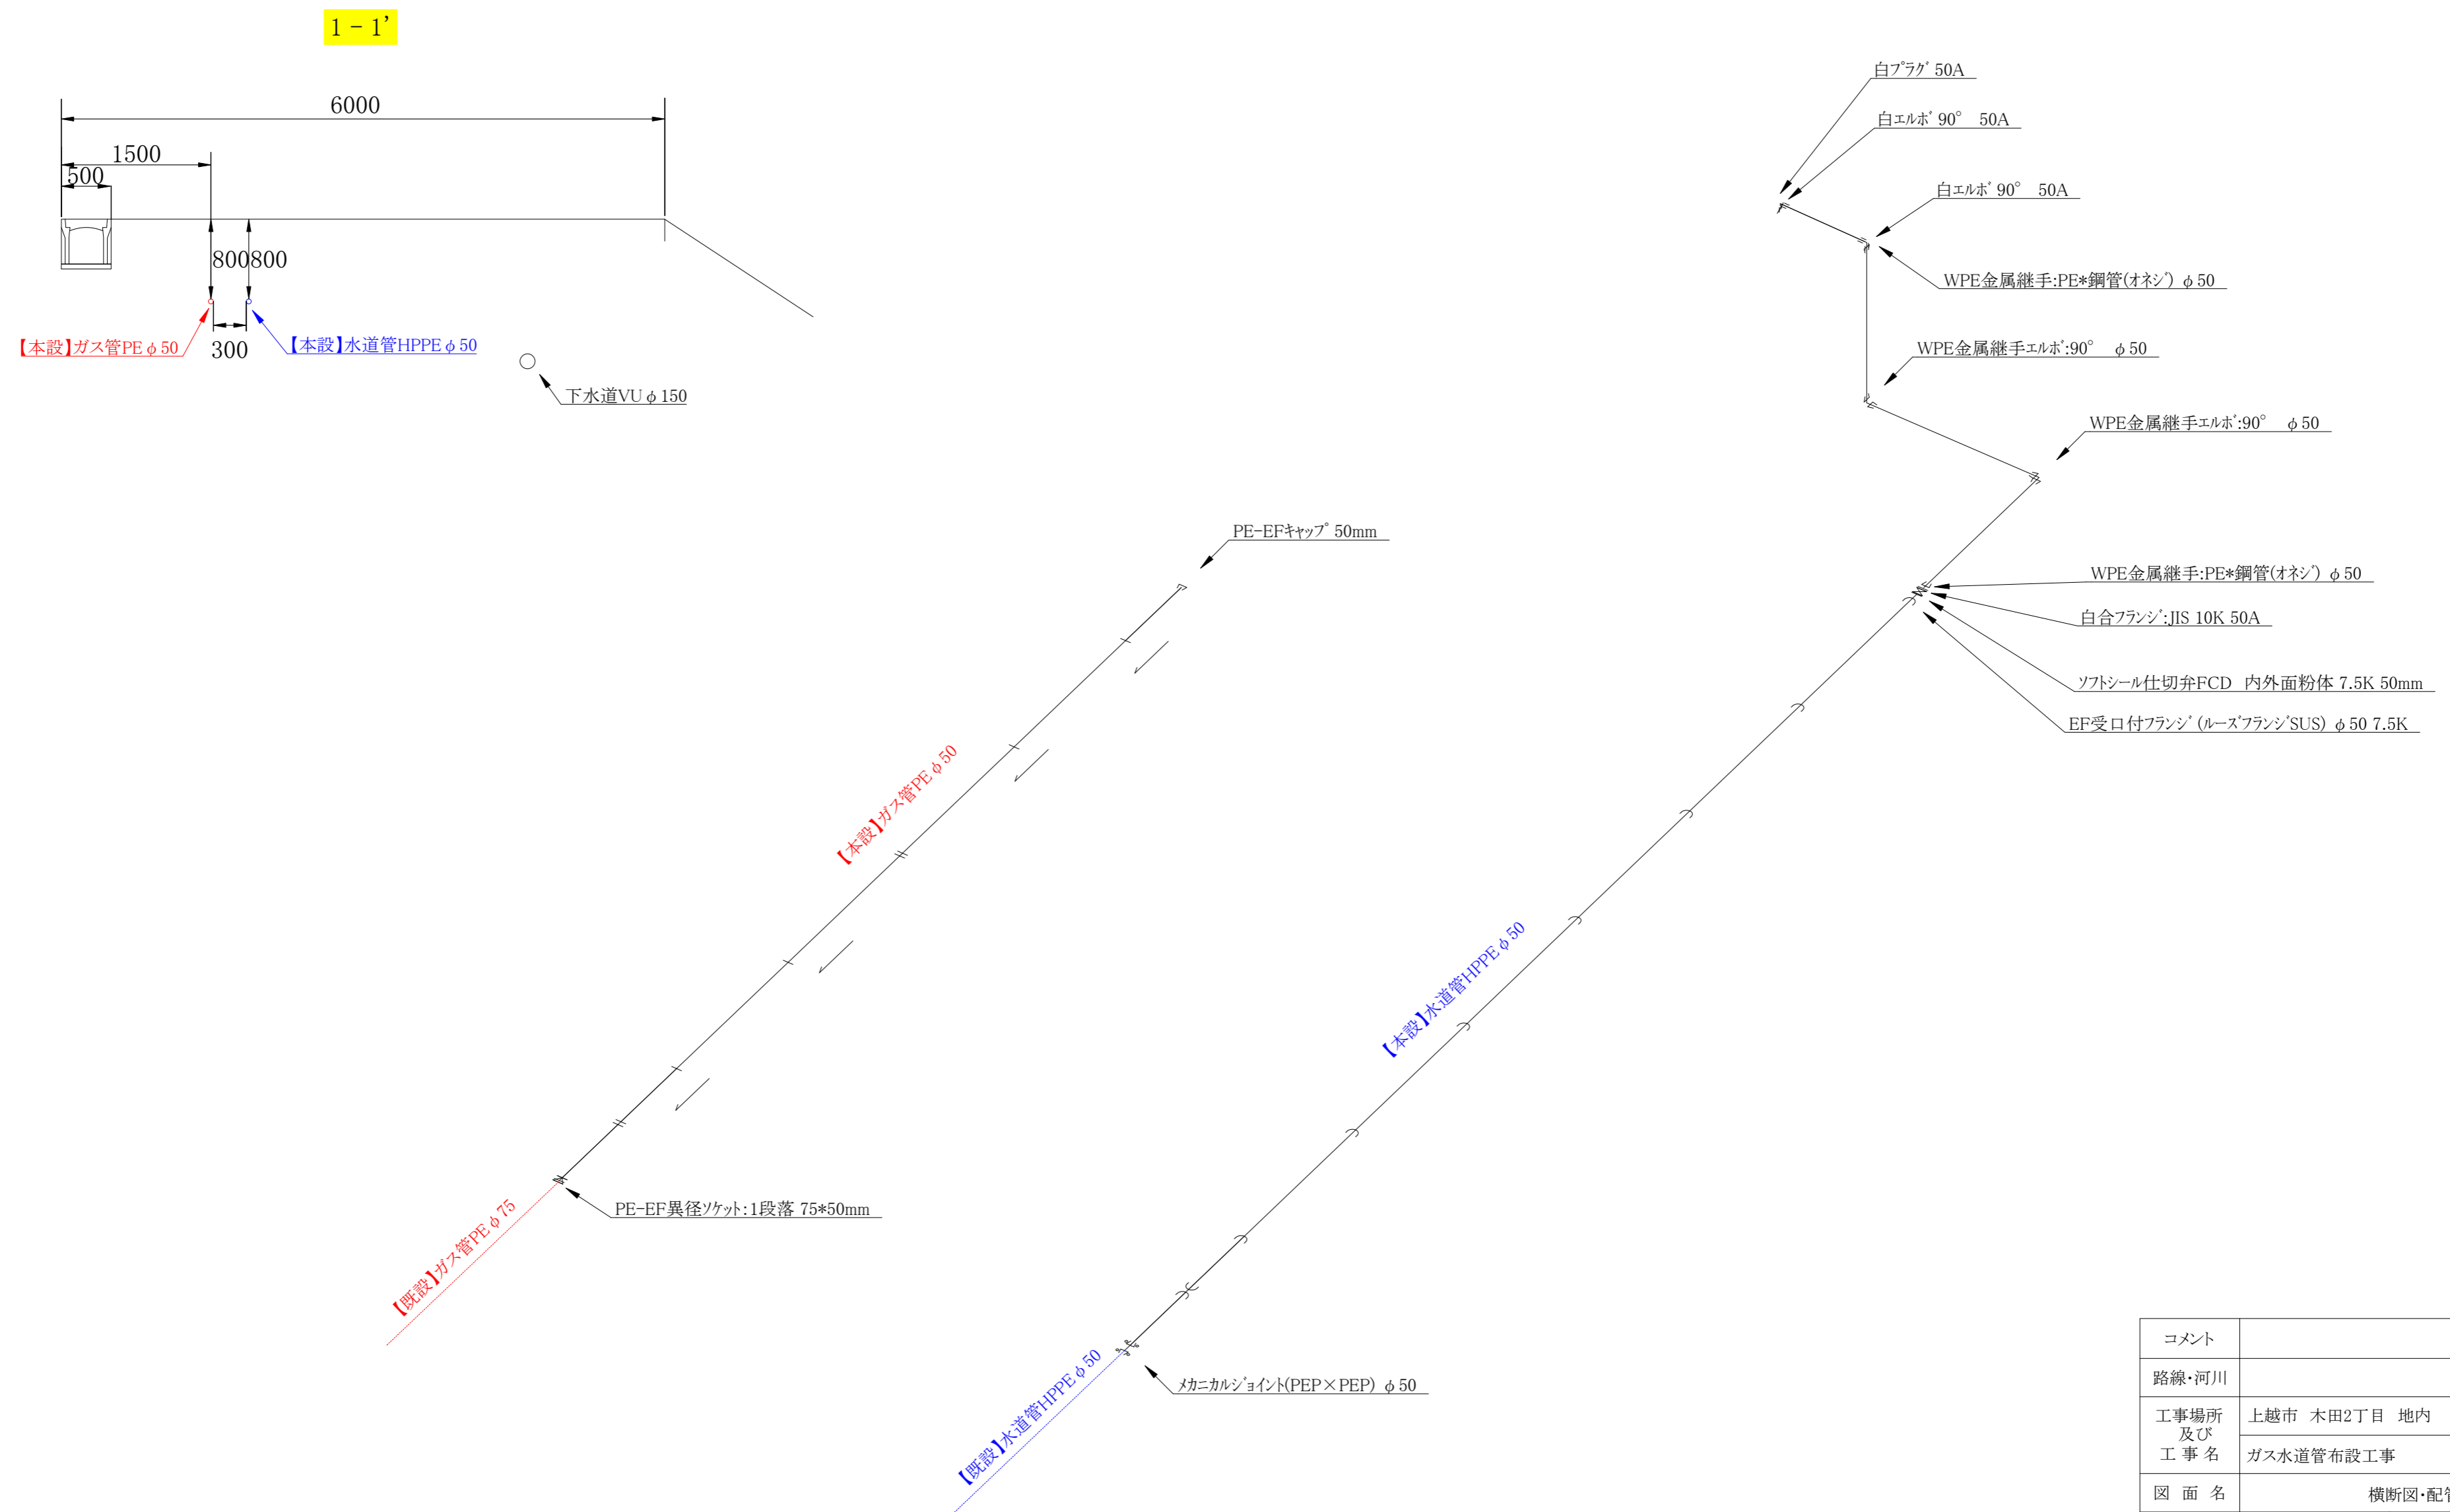 1－1’
6000
1500
500
800
800
300
【本設】ガス管PEφ50
【本設】水道管HPPEφ50
下水道VUφ150
白ﾌﾟﾗｸﾞ 50A
白ｴﾙﾎﾞ 90° 50A
白ｴﾙﾎﾞ 90° 50A
WPE金属継手:PE*鋼管(ｵﾈｼﾞ) φ50
WPE金属継手ｴﾙﾎﾞ:90° φ50
WPE金属継手ｴﾙﾎﾞ:90° φ50
WPE金属継手:PE*鋼管(ｵﾈｼﾞ) φ50
白合ﾌﾗﾝｼﾞ:JIS 10K 50A
ｿﾌﾄｼｰﾙ仕切弁FCD 内外面粉体 7.5K 50mm
EF受口付ﾌﾗﾝｼﾞ(ﾙｰｽﾞﾌﾗﾝｼﾞSUS) φ50 7.5K
PE-EFｷｬｯﾌﾟ 50mm
【本設】ガス管PEφ50
【本設】水道管HPPEφ50
PE-EF異径ｿｹｯﾄ:1段落 75*50mm
【既設】ガス管PEφ75
【既設】水道管HPPEφ50
ﾒｶﾆｶﾙｼﾞｮｲﾝﾄ(PEP×PEP) φ50
コメント
路線・河川
工事場所
及び
工 事 名
上越市 木田2丁目 地内
ガス水道管布設工事
図 面 名
横断図・配